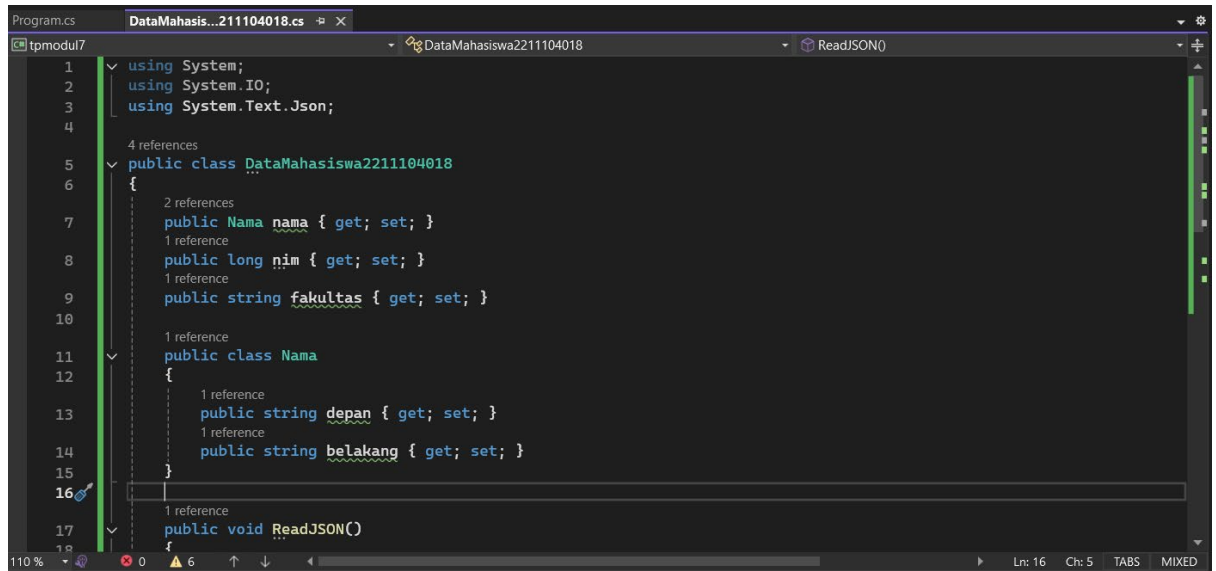 Program.cs DataMahasis...211104018.cs
tpmodul7 DataMahasiswa2211104018 ReadJSON()
1 using System;
2 using System.IO;
3 using System.Text.Json;
4
4 references
5 public class DataMahasiswa2211104018
6 {
2 references
7 public Nama nama { get; set; }
1 reference
8 public long nim { get; set; }
1 reference
9 public string fakultas { get; set; }
10
1 reference
11 public class Nama
12 {
1 reference
13 public string depan { get; set; }
1 reference
14 public string belakang { get; set; }
15 }
16
1 reference
17 public void ReadJSON()
18 {
110 % 0 6 Ln: 16 Ch: 5 TABS MIXED